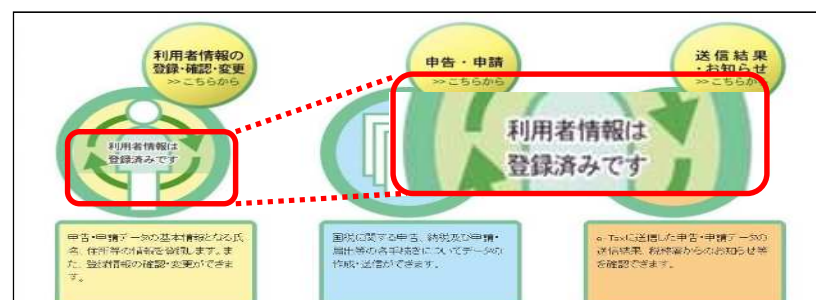 利用者情報の
登録・確認・変更
>>こちらから
申告・申請
>>こちらから
送信結果
・お知らせ
>>こちらから
利用者情報は
登録済みです
利用者情報は
登録済みです
申告・申請データの基本情報となる氏
名、住所等の情報を登録します。ま
た、登録情報の確認・変更ができま
す。
国税に関する申告、納税及び申請・
届出等の各手続きについてデータの
作成・送信ができます。
e-Taxに送信した申告・申請データの
送信結果、税務署からのお知らせ等
を確認できます。